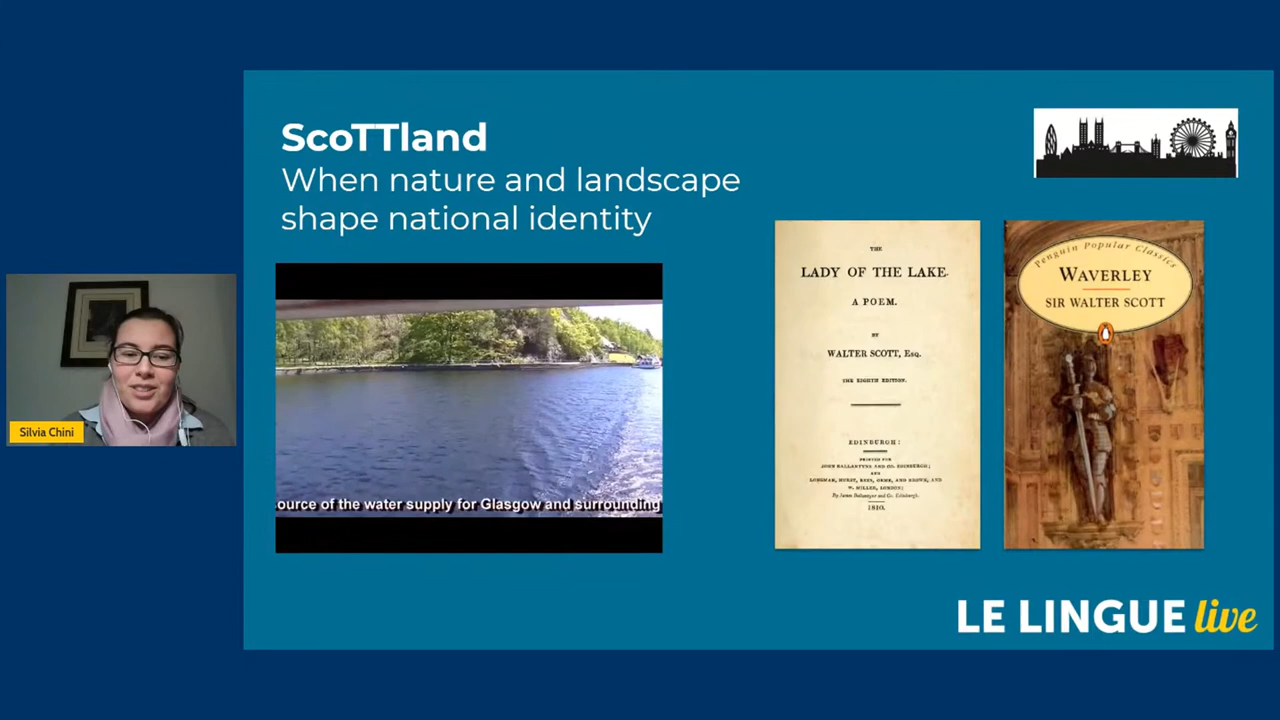 ScoTTland
When nature and landscape
shape national identity
Silvia Chini
ource of the water supply for Glasgow and surrounding
THE
LADY OF THE LAKE.
A POEM.
BY
WALTER SCOTT, Esq.
THE EIGHTH EDITION.
EDINBURGH:
PRINTED FOR
JOHN BALLANTYNE AND CO. EDINBURGH;
AND
LONGMAN, HURST, REES, ORME, AND BROWN, AND
W. MILLER, LONDON;
By James Ballantyne and Co. Edinburgh.
1810.
Penguin Popular Classics
WAVERLEY
SIR WALTER SCOTT
LE LINGUE live